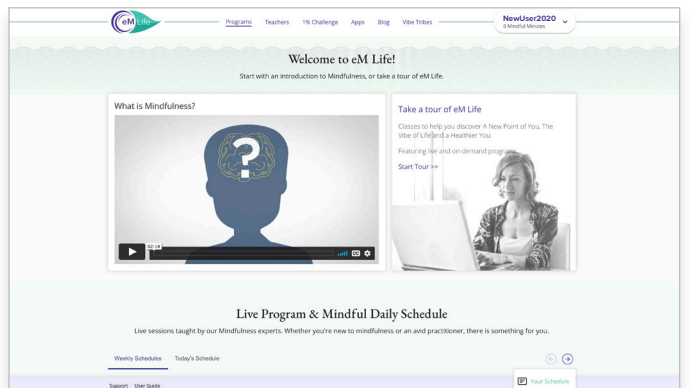 eM Life
Programs Teachers 1% Challenge Apps Blog Vibe Tribes
NewUser2020
0 Mindful Minutes
Welcome to eM Life!
Start with an introduction to Mindfulness, or take a tour of eM Life.
What is Mindfulness?
?
02:14
CC
Take a tour of eM Life
Classes to help you discover A New Point of You, The
Vibe of Life and a Healthier You.
Featuring live and on-demand programs.
Start Tour >>
Live Program & Mindful Daily Schedule
Live sessions taught by our Mindfulness experts. Whether you're new to mindfulness or an avid practitioner, there is something for you.
Weekly Schedules Today's Schedule
Your Schedule
Support User Guide